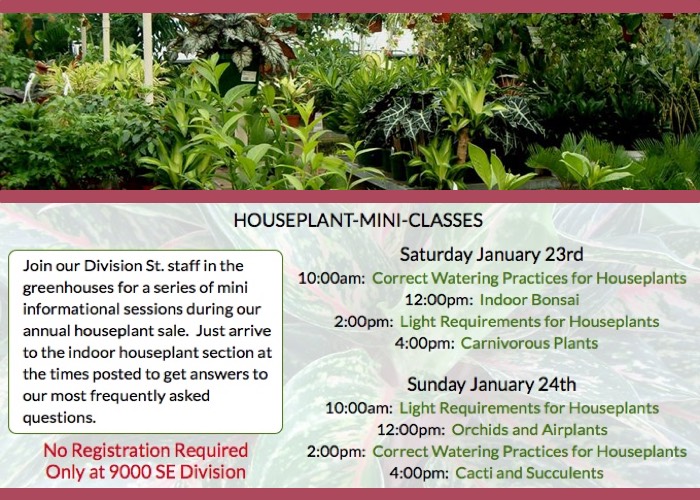 HOUSEPLANT-MINI-CLASSES
Join our Division St. staff in the
greenhouses for a series of mini
informational sessions during our
annual houseplant sale.  Just arrive
to the indoor houseplant section at
the times posted to get answers to
our most frequently asked
questions.
No Registration Required
Only at 9000 SE Division
Saturday January 23rd
10:00am: Correct Watering Practices for Houseplants
12:00pm: Indoor Bonsai
2:00pm: Light Requirements for Houseplants
4:00pm: Carnivorous Plants
Sunday January 24th
10:00am: Light Requirements for Houseplants
12:00pm: Orchids and Airplants
2:00pm: Correct Watering Practices for Houseplants
4:00pm: Cacti and Succulents